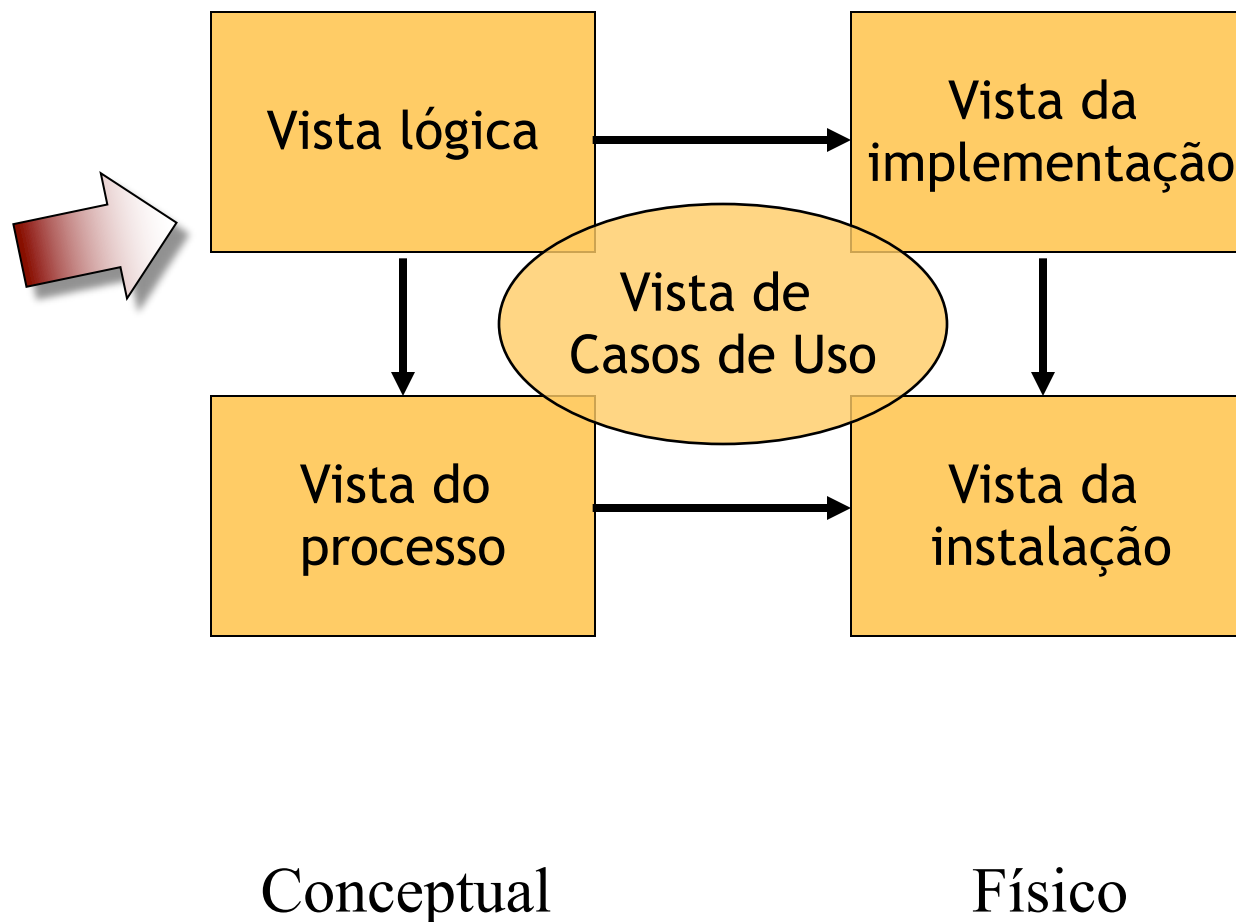 Vista lógica
Vista da
implementação
Vista de
Casos de Uso
Vista do
processo
Vista da
instalação
Conceptual
Físico